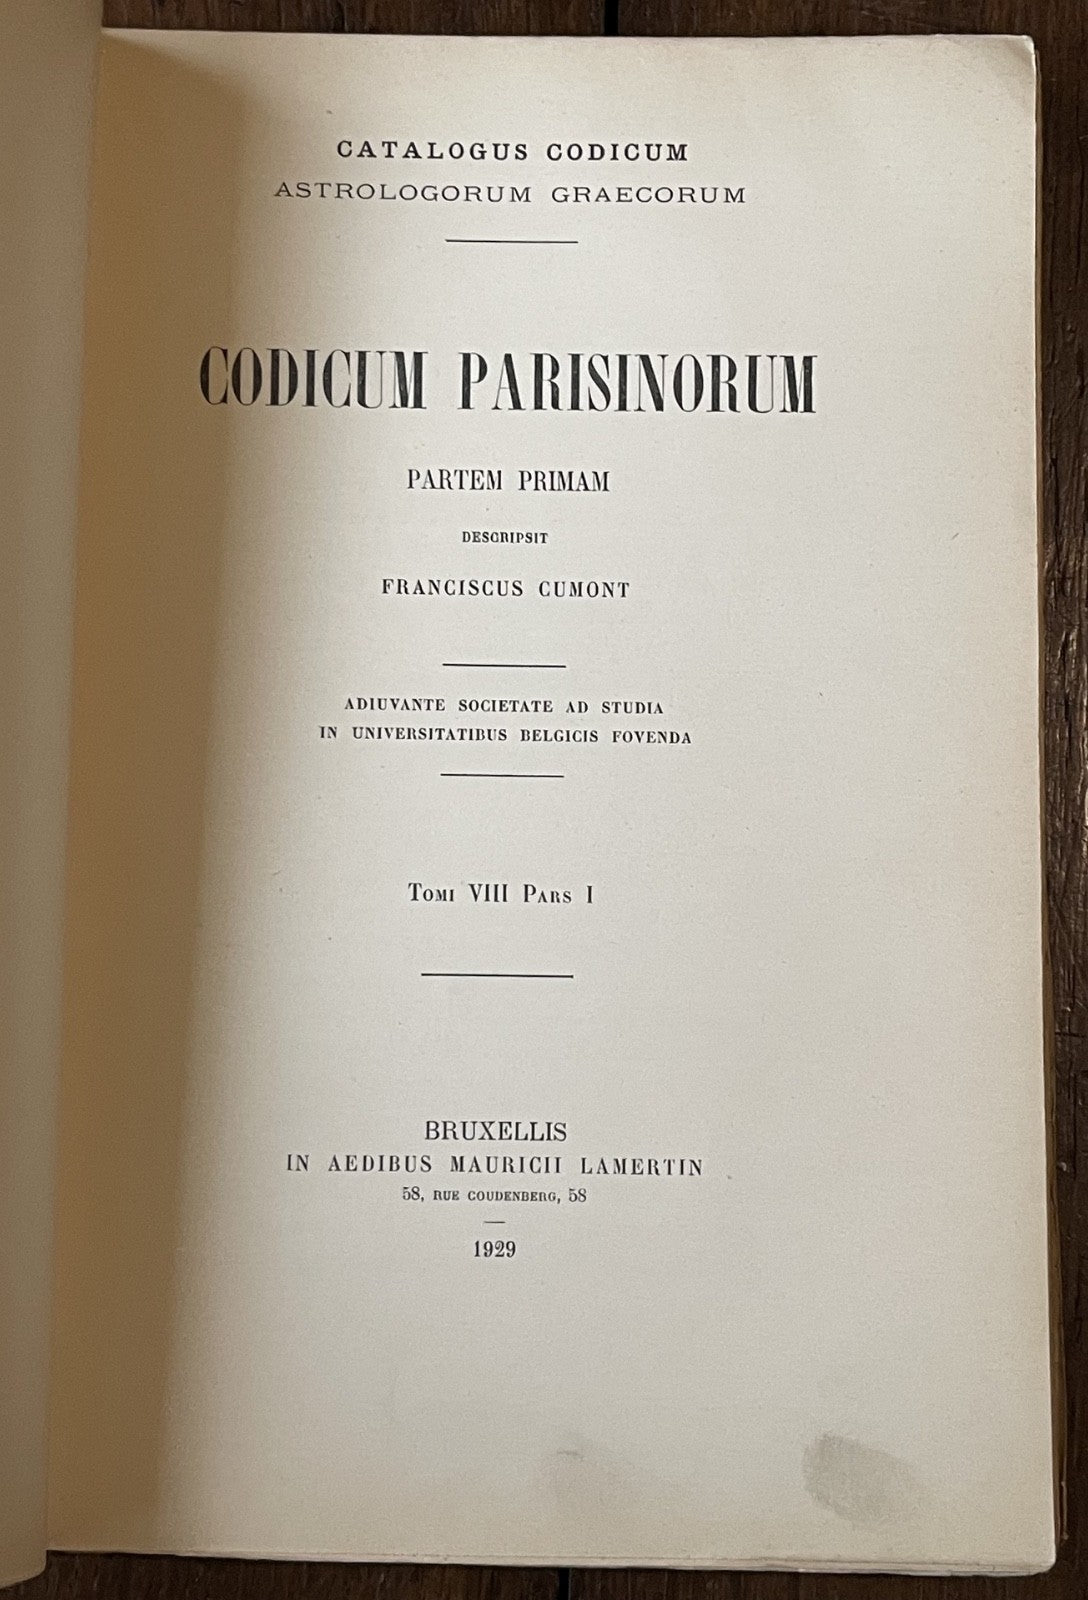 CATALOGUS CODICUM
ASTROLOGORUM GRAECORUM
CODICUM PARISINORUM
PARTEM PRIMAM
DESCRIPSIT
FRANCISCUS CUMONT
ADIUVANTE SOCIETATE AD STUDIA
IN UNIVERSITATIBUS BELGICIS FOVENDA
TOMI VIII PARS I
BRUXELLIS
IN AEDIBUS MAURICII LAMERTIN
58, RUE COUDENBERG, 58
1929